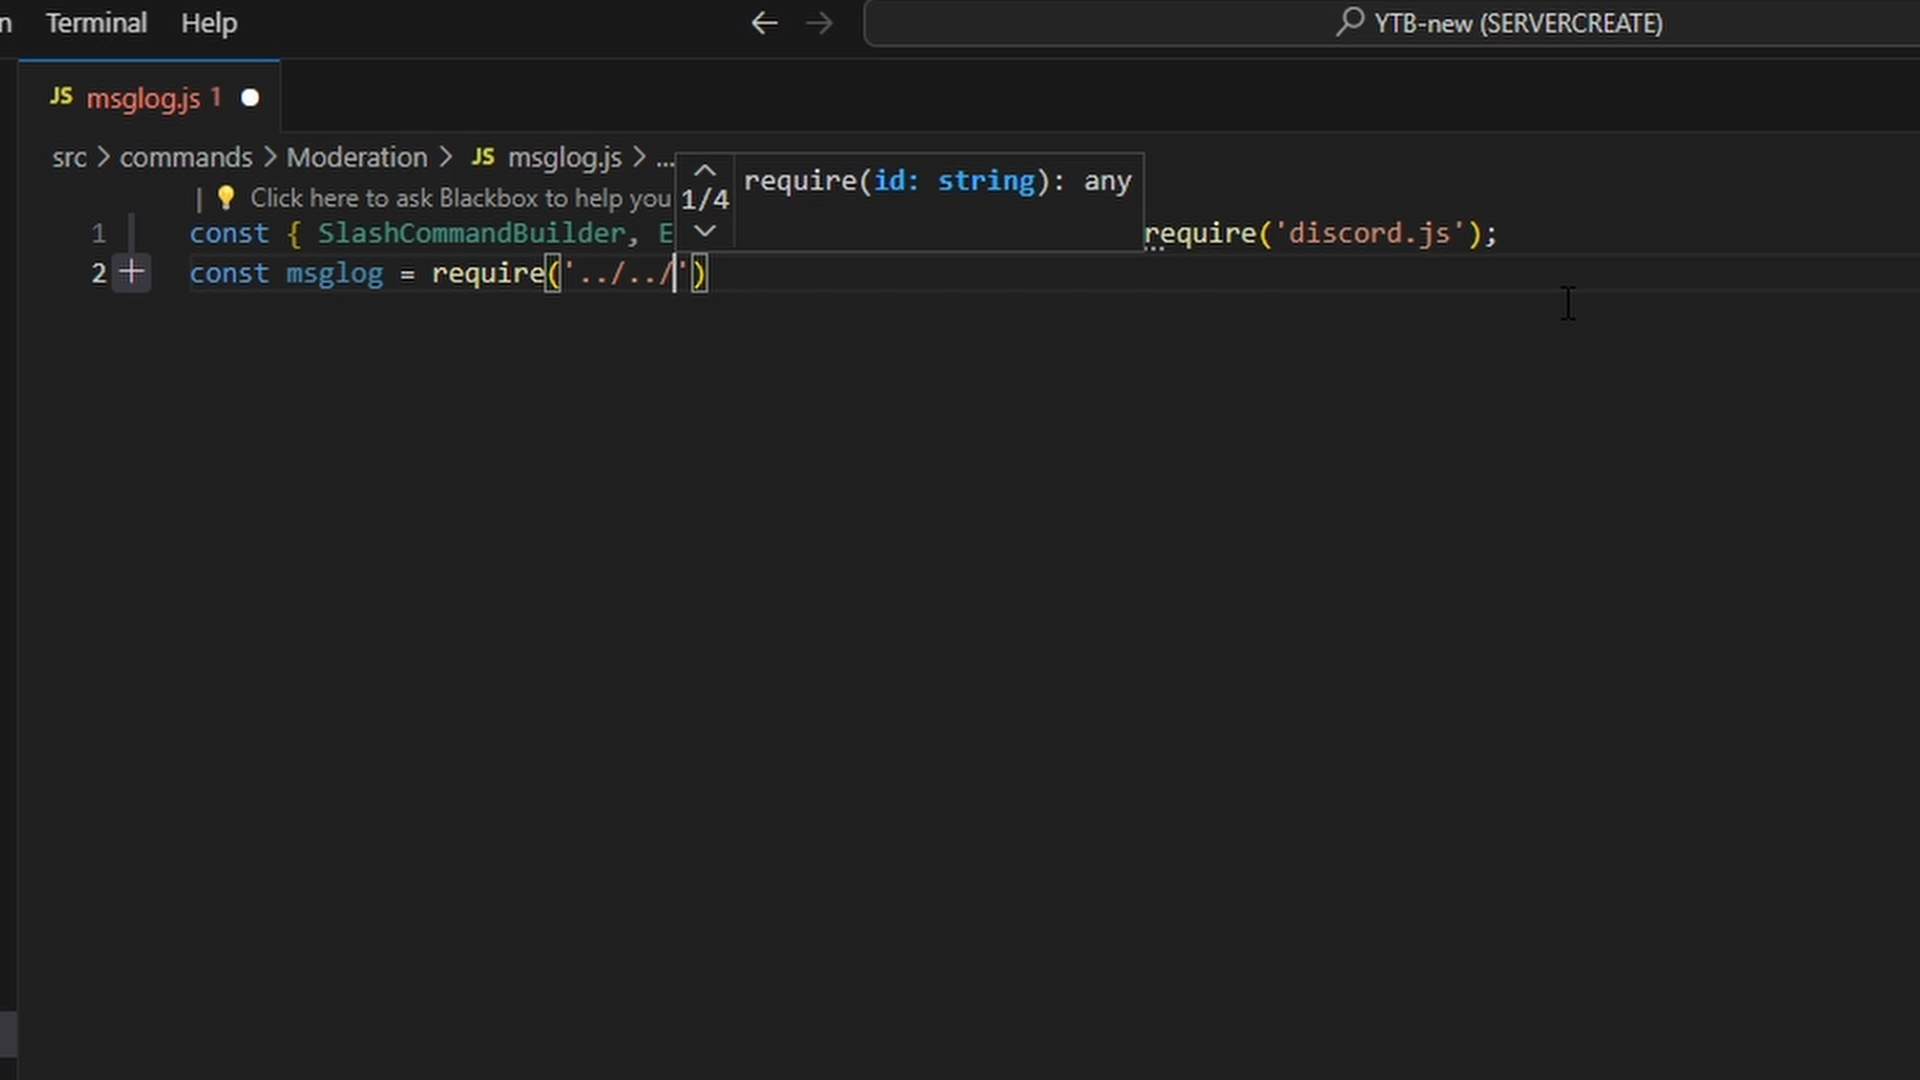 n Terminal Help YTB-new (SERVERCREATE)
JS msglog.js 1
src > commands > Moderation > JS msglog.js > ...
1/4 require(id: string): any
| Click here to ask Blackbox to help you
1 const { SlashCommandBuilder, E require('discord.js');
2 const msglog = require('../../')